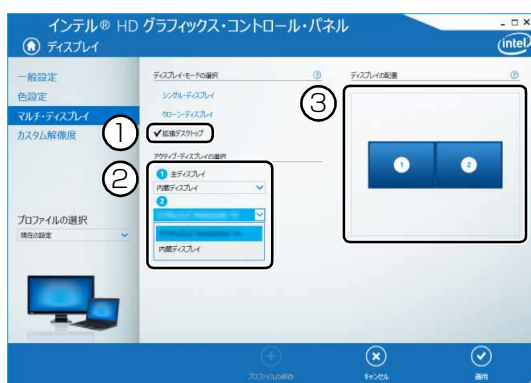 インテル® HD グラフィックス・コントロール・パネル
ディスプレイ
intel
一般設定
色設定
マルチ・ディスプレイ
カスタム解像度
プロファイルの選択
現在の設定
ディスプレイ・モードの選択
シングル・ディスプレイ
クローン・ディスプレイ
① ✓拡張デスクトップ
アクティブ・ディスプレイの選択
②
1 主ディスプレイ
内蔵ディスプレイ
2
内蔵ディスプレイ
③
ディスプレイの配置
1 2
プロファイルの保存
キャンセル
適用